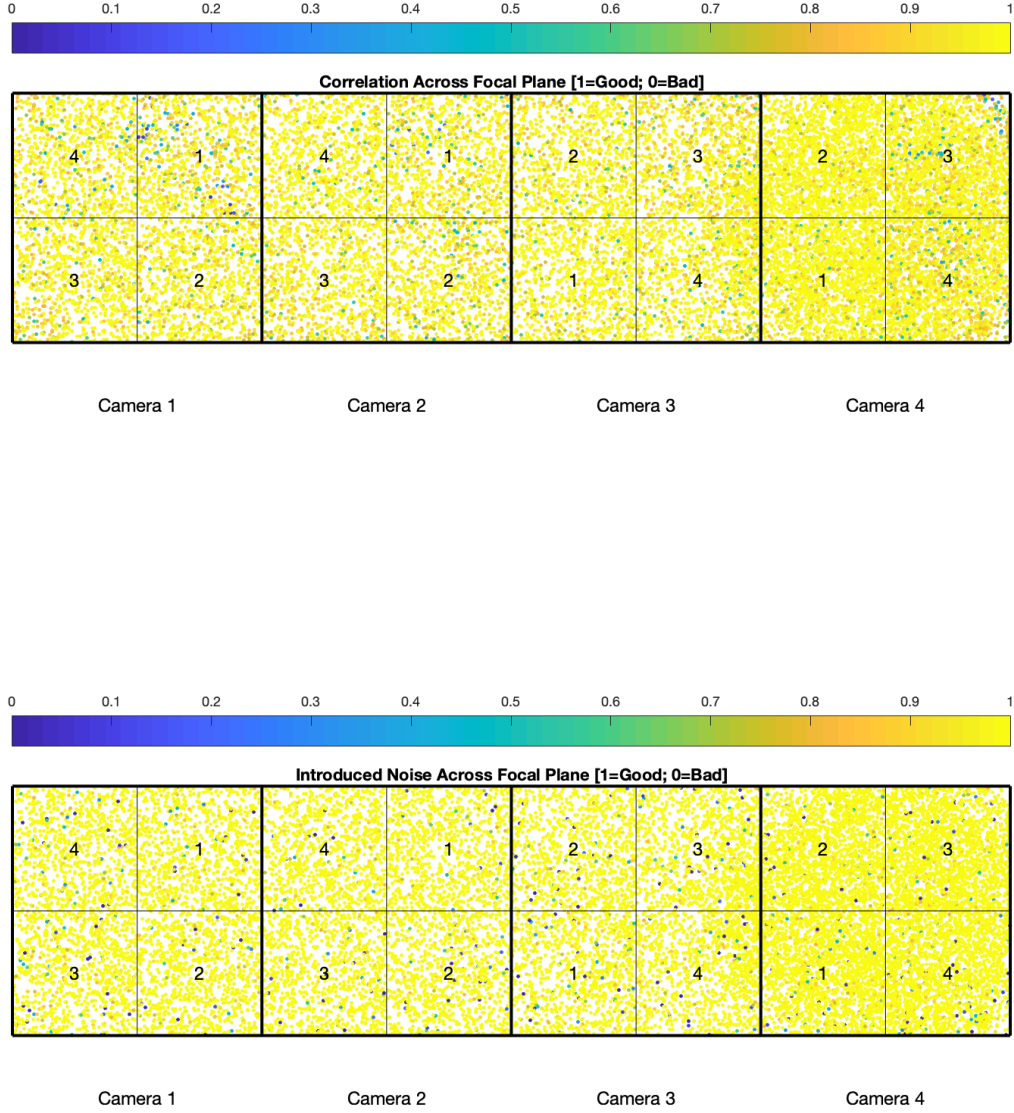 0 0.1 0.2 0.3 0.4 0.5 0.6 0.7 0.8 0.9 1
Correlation Across Focal Plane [1=Good; 0=Bad]
4 1 4 1 2 3 2 3
3 2 3 2 1 4 1 4
Camera 1 Camera 2 Camera 3 Camera 4
0 0.1 0.2 0.3 0.4 0.5 0.6 0.7 0.8 0.9 1
Introduced Noise Across Focal Plane [1=Good; 0=Bad]
4 1 4 1 2 3 2 3
3 2 3 2 1 4 1 4
Camera 1 Camera 2 Camera 3 Camera 4